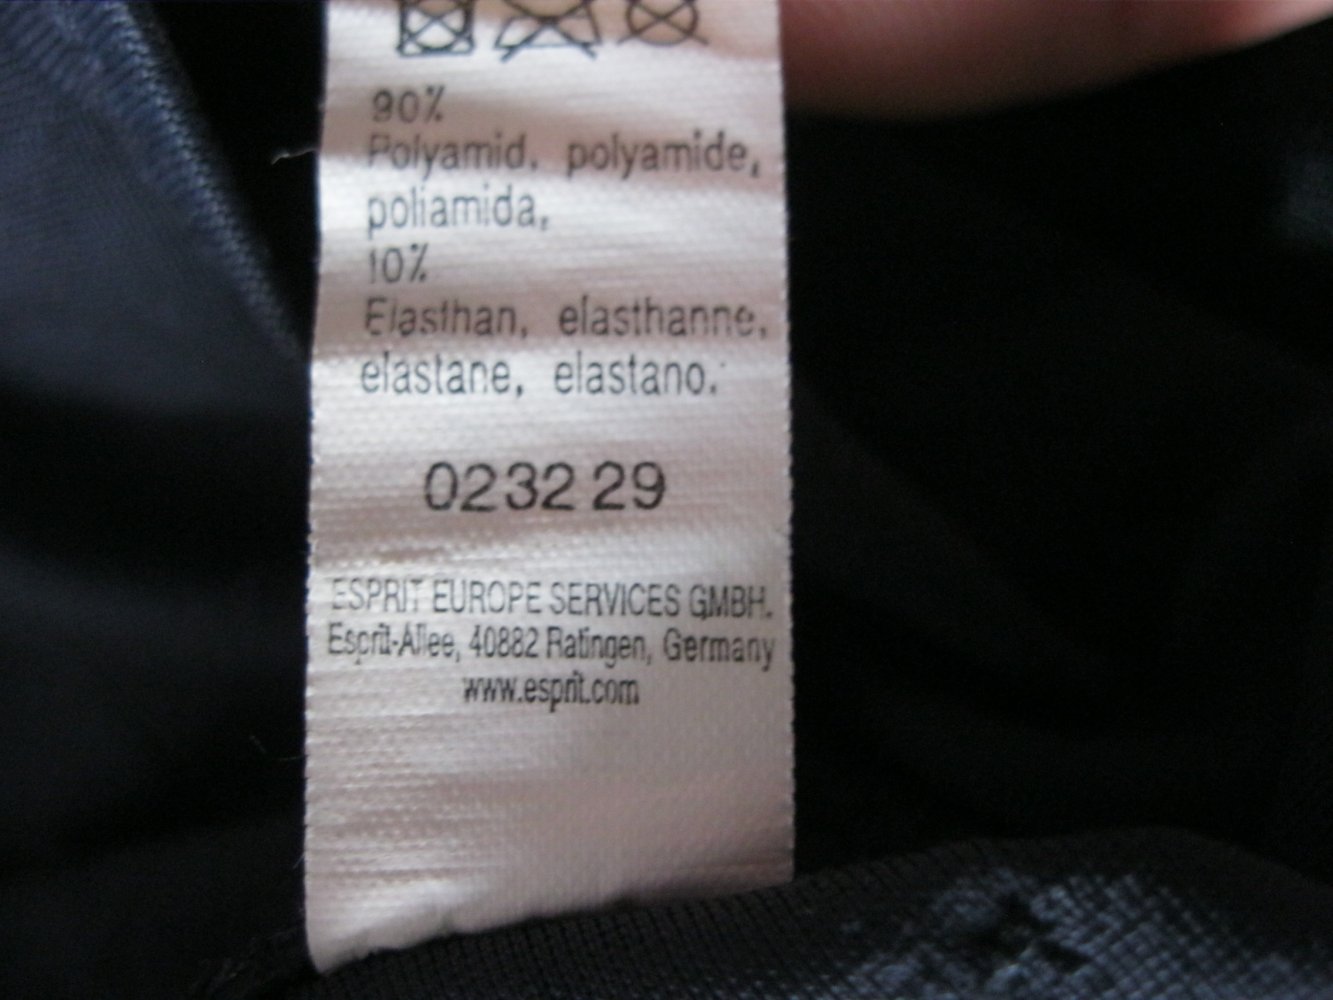 90%
Polyamid, polyamide,
poliamida,
10%
Elasthan, elasthanne,
elastane, elastano.
0232 29
ESPRIT EUROPE SERVICES GMBH.
Esprit-Allee, 40882 Ratingen, Germany
www.esprit.com